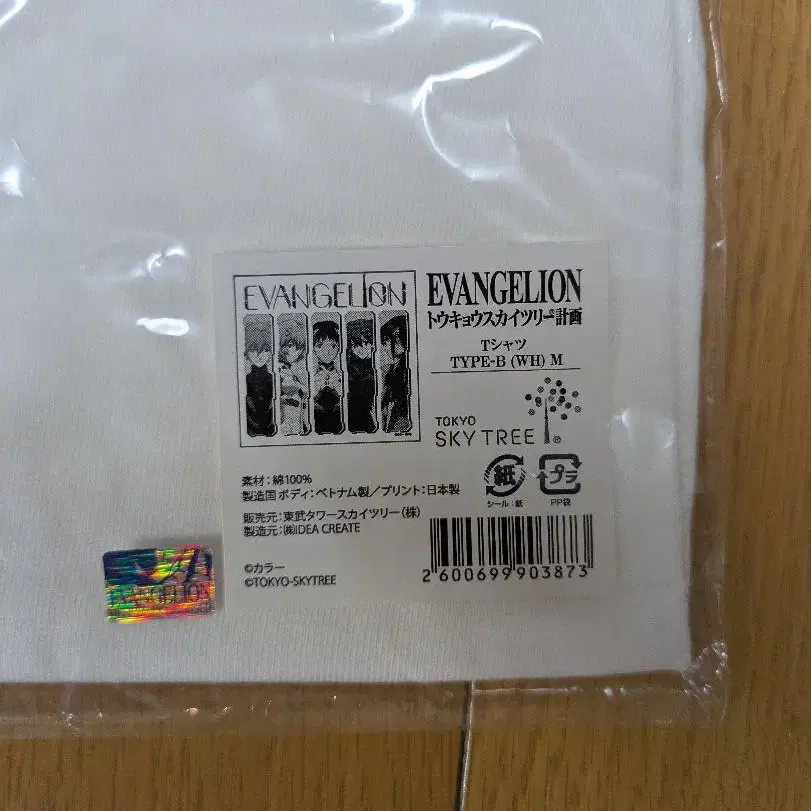 EVANGELION
EVANGELION
トウキョウスカイツリー®計画
Tシャツ
TYPE-B (WH) M
TOKYO
SKY TREE®
紙
プラ
シール:紙
PP袋
素材:綿100%
製造国 ボディ:ベトナム製/プリント:日本製
販売元:東武タワースカイツリー(株)
製造元:㈱IDEA CREATE
©カラー
©TOKYO-SKYTREE
2600699903873
EVANGELION